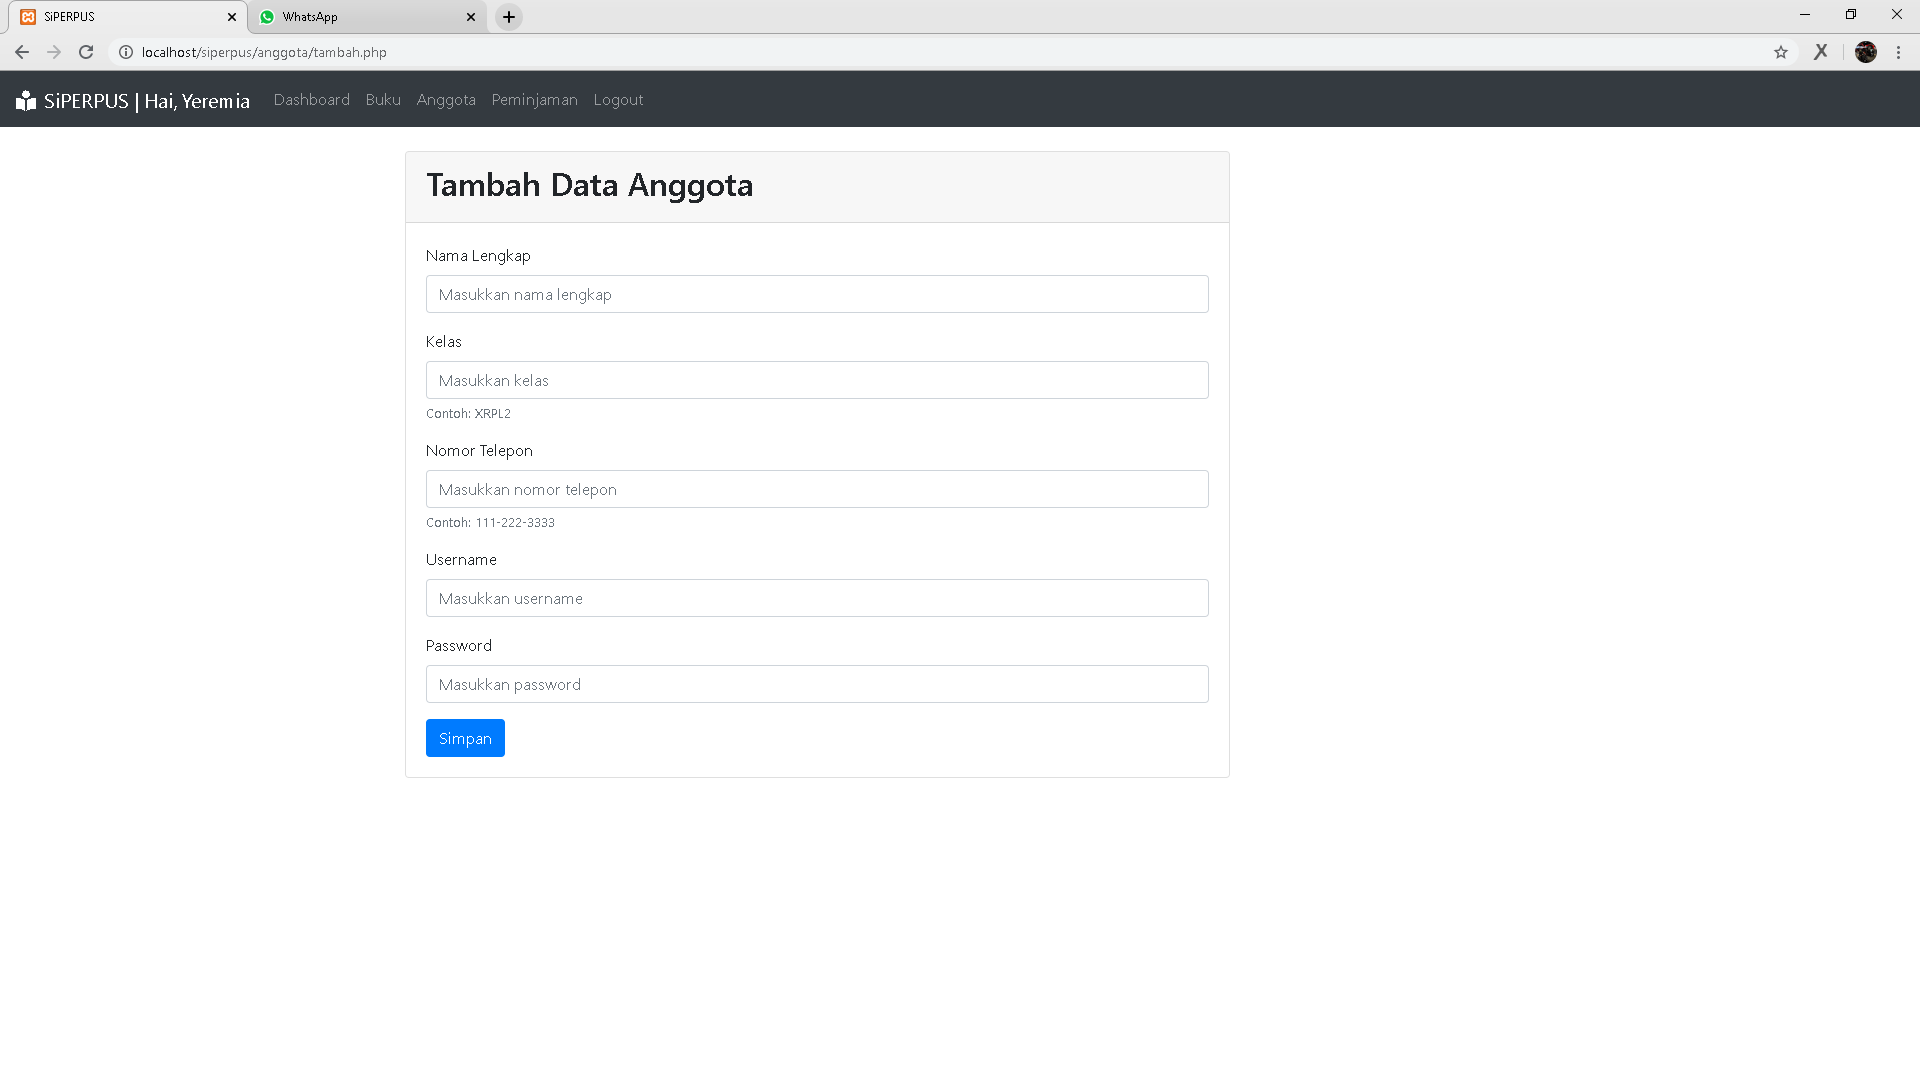 SiPERPUS
WhatsApp
localhost/siperpus/anggota/tambah.php
SiPERPUS | Hai, Yeremia
Dashboard
Buku
Anggota
Peminjaman
Logout
Tambah Data Anggota
Nama Lengkap
Masukkan nama lengkap
Kelas
Masukkan kelas
Contoh: XRPL2
Nomor Telepon
Masukkan nomor telepon
Contoh: 111-222-3333
Username
Masukkan username
Password
Masukkan password
Simpan